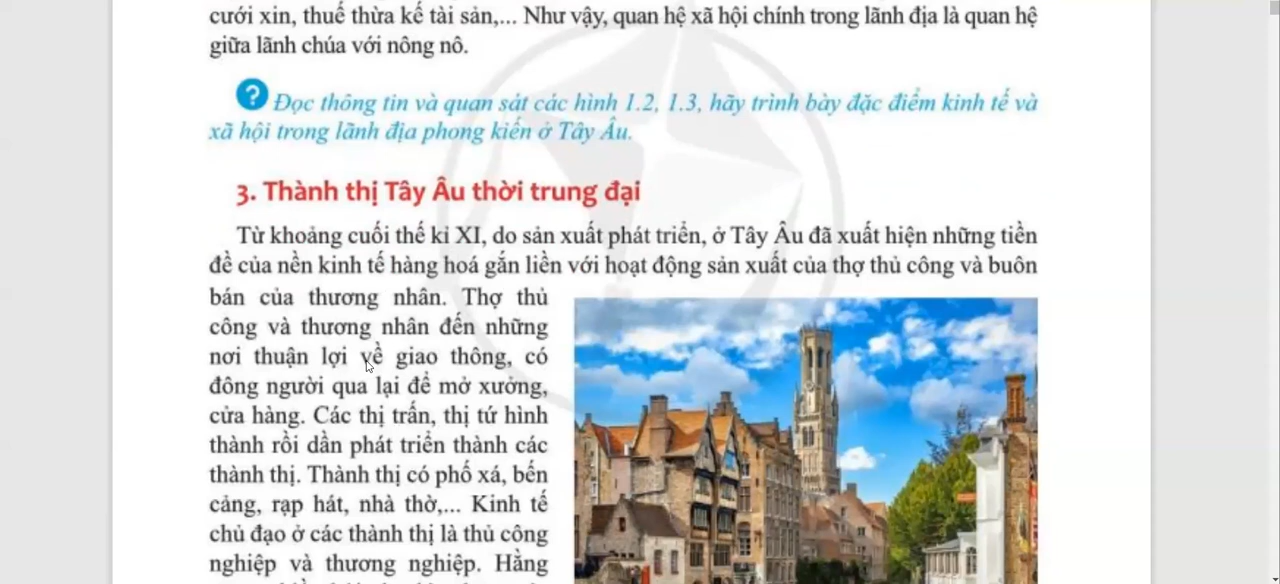 cưới xin, thuế thừa kế tài sản,... Như vậy, quan hệ xã hội chính trong lãnh địa là quan hệ
giữa lãnh chúa với nông nô.
? Đọc thông tin và quan sát các hình 1.2, 1.3, hãy trình bày đặc điểm kinh tế và
xã hội trong lãnh địa phong kiến ở Tây Âu.
3. Thành thị Tây Âu thời trung đại
Từ khoảng cuối thế kỉ XI, do sản xuất phát triển, ở Tây Âu đã xuất hiện những tiền
đề của nền kinh tế hàng hoá gắn liền với hoạt động sản xuất của thợ thủ công và buôn
bán của thương nhân. Thợ thủ
công và thương nhân đến những
nơi thuận lợi về giao thông, có
đông người qua lại để mở xưởng,
cửa hàng. Các thị trấn, thị tứ hình
thành rồi dần phát triển thành các
thành thị. Thành thị có phố xá, bến
cảng, rạp hát, nhà thờ,... Kinh tế
chủ đạo ở các thành thị là thủ công
nghiệp và thương nghiệp. Hằng